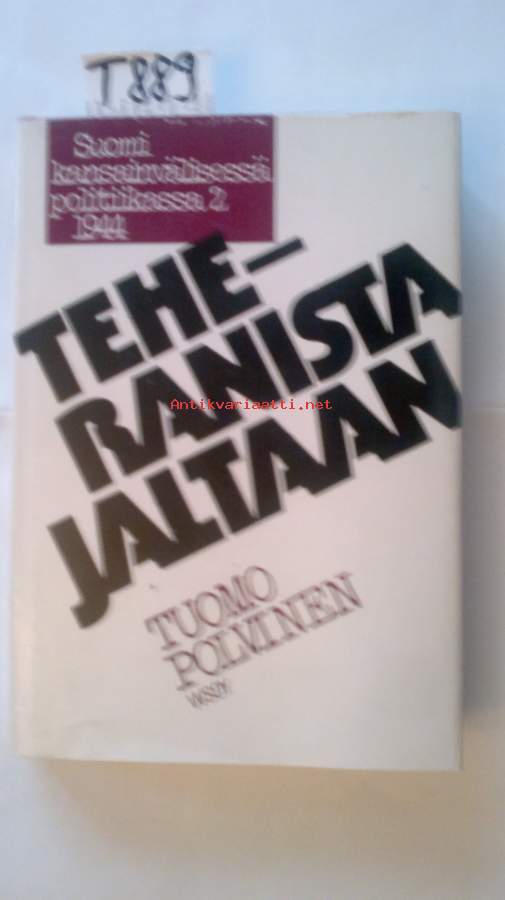 T889
Suomi
kansainvälisessä
politiikassa 2.
1944
TEHE-
RANISTA
JALTAAN
Antikvariaatti.net
TUOMO
POLVINEN
WSOY